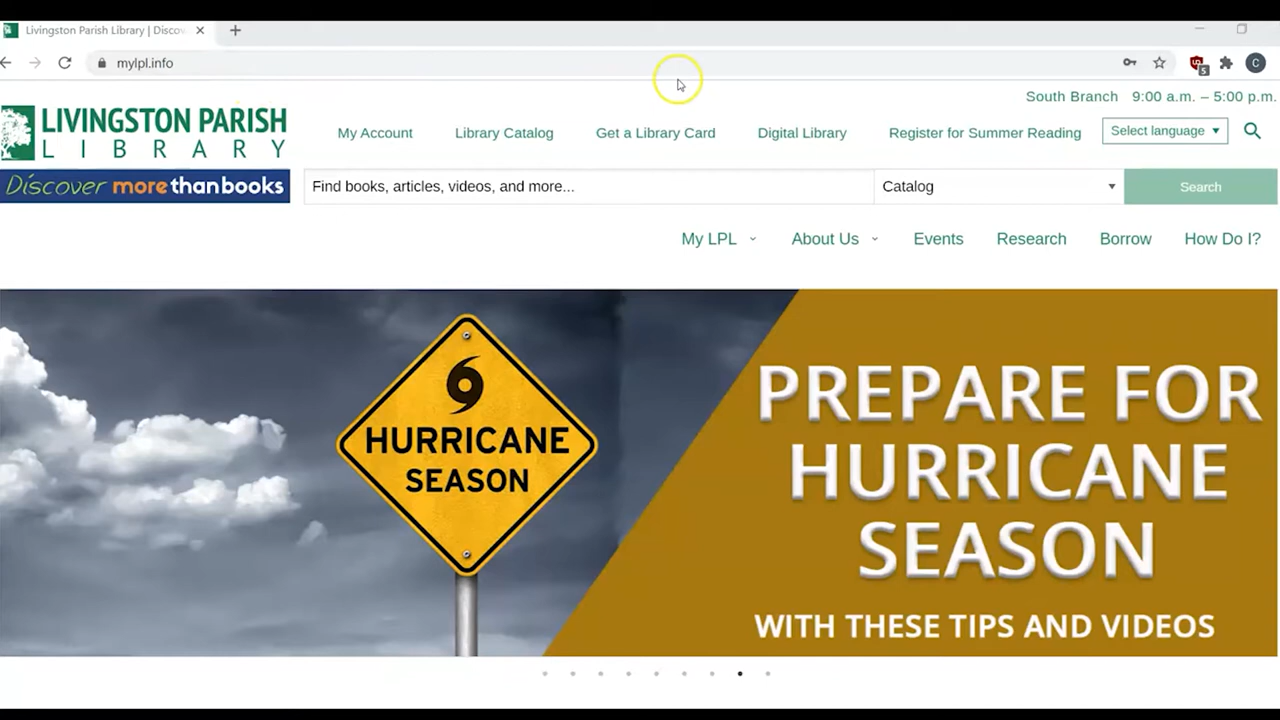 Livingston Parish Library | Disco
mylpl.info
5
C
South Branch 9:00 a.m. – 5:00 p.m.
LIVINGSTON PARISH
LIBRARY
Discover more than books
My Account Library Catalog Get a Library Card Digital Library Register for Summer Reading Select language
Find books, articles, videos, and more... Catalog Search
My LPL About Us Events Research Borrow How Do I?
HURRICANE
SEASON
PREPARE FOR
HURRICANE
SEASON
WITH THESE TIPS AND VIDEOS